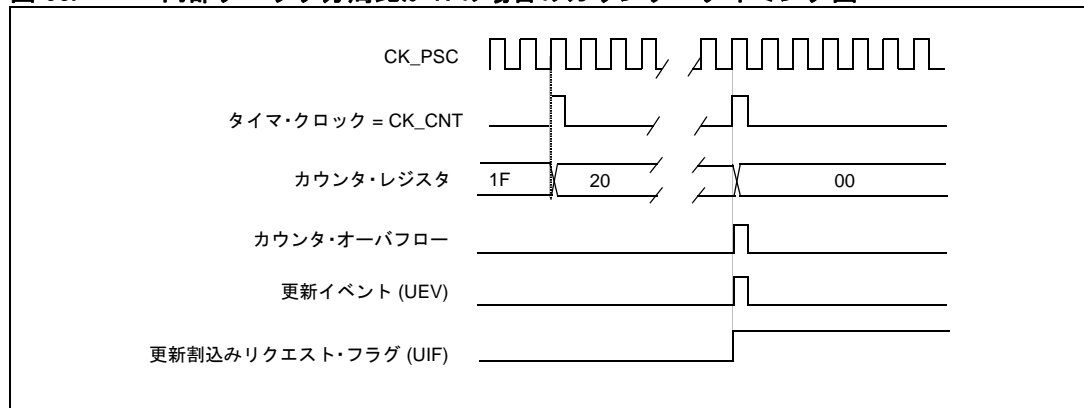 CK_PSC
タイマ・クロック = CK_CNT
カウンタ・レジスタ
1F
20
00
カウンタ・オーバフロー
更新イベント (UEV)
更新割込みリクエスト・フラグ (UIF)